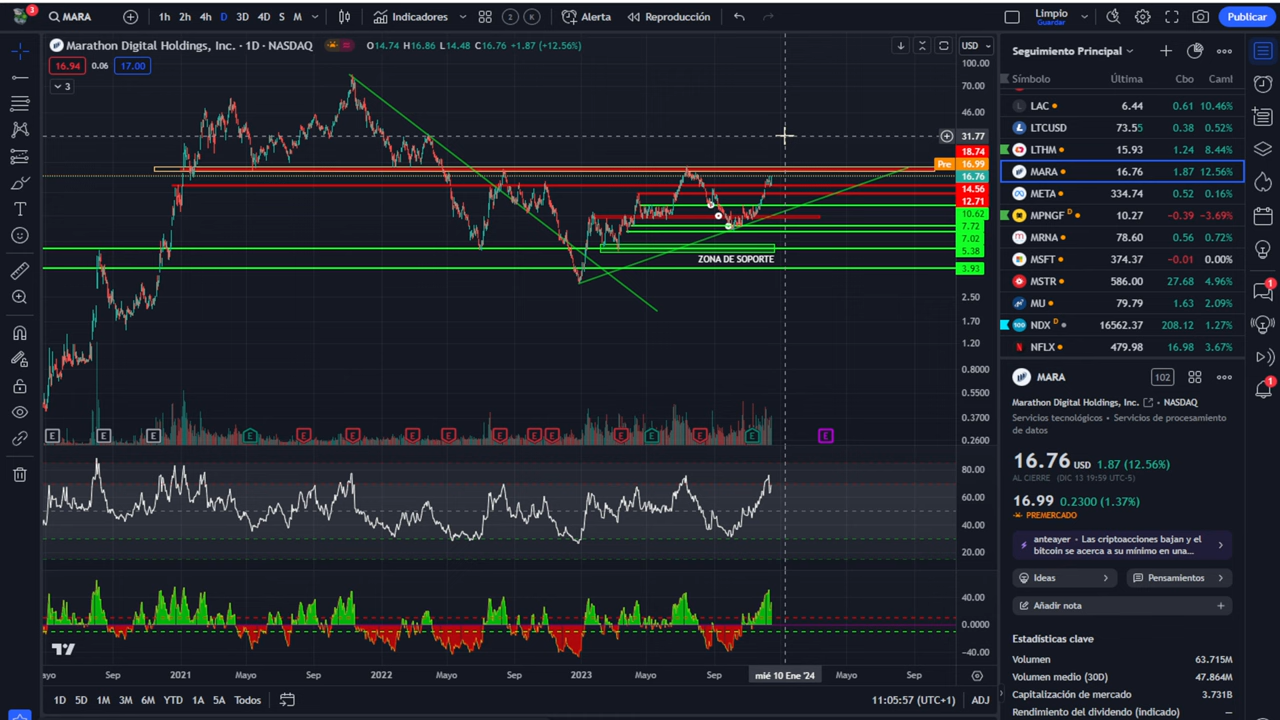 3
MARA
1h 2h 4h D 3D 4D S M
Indicadores
2 K
Alerta
Reproducción
Limpio
Guardar
Publicar
Marathon Digital Holdings, Inc. · 1D · NASDAQ
O14.74 H16.86 L14.48 C16.76 +1.87 (+12.56%)
16.94 0.06 17.00
3
USD
100.00
70.00
46.00
31.77
18.74
Pre 16.99
16.76
14.56
12.71
10.62
7.72
7.02
5.38
3.93
2.50
1.70
1.20
0.8000
0.5500
0.3700
0.2600
ZONA DE SOPORTE
E E E E E E E E E E E E E E E E
80.00
60.00
40.00
20.00
40.00
0.0000
−40.00
ayo Sep 2021 Mayo Sep 2022 Mayo Sep 2023 Mayo Sep mié 10 Ene '24 Mayo Sep
1D 5D 1M 3M 6M YTD 1A 5A Todos
11:05:57 (UTC+1) ADJ
Seguimiento Principal
Símbolo Última Cbo Caml
LAC 6.44 0.61 10.46%
LTCUSD 73.55 0.38 0.52%
LTHM 15.93 1.24 8.44%
MARA 16.76 1.87 12.56%
META 334.74 0.52 0.16%
MPNGF D 10.27 −0.39 −3.69%
MRNA 78.60 0.56 0.72%
MSFT 374.37 −0.01 0.00%
MSTR 586.00 27.68 4.96%
MU 79.79 1.63 2.09%
NDX D 16562.37 208.12 1.27%
NFLX 479.98 16.98 3.67%
MARA
102
Marathon Digital Holdings, Inc. · NASDAQ
Servicios tecnológicos · Servicios de procesamiento
de datos
16.76 USD 1.87 (12.56%)
AL CIERRE (DIC 13 19:59 UTC-5)
16.99 0.2300 (1.37%)
PREMERCADO
anteayer · Las criptoacciones bajan y el
bitcoin se acerca a su mínimo en una...
Ideas
Pensamientos
Añadir nota
Estadísticas clave
Volumen 63.715M
Volumen medio (30D) 47.864M
Capitalización de mercado 3.731B
Rendimiento del dividendo (Indicado) —
1
1